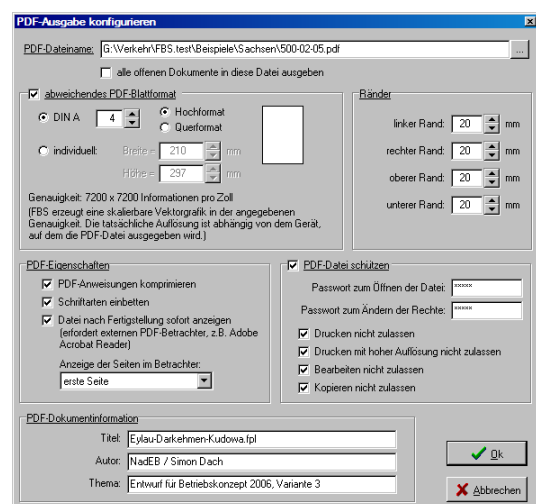 PDF-Ausgabe konfigurieren
PDF-Dateiname: G:\Verkehr\FBS.test\Beispiele\Sachsen\500-02-05.pdf ...
alle offenen Dokumente in diese Datei ausgeben
abweichendes PDF-Blattformat
DIN A 4
Hochformat
Querformat
individuell: Breite = 210 mm
Höhe = 297 mm
Genauigkeit: 7200 x 7200 Informationen pro Zoll
(FBS erzeugt eine skalierbare Vektorgrafik in der angegebenen
Genauigkeit. Die tatsächliche Auflösung ist abhängig von dem Gerät,
auf dem die PDF-Datei ausgegeben wird.)
Ränder
linker Rand: 20 mm
rechter Rand: 20 mm
oberer Rand: 20 mm
unterer Rand: 20 mm
PDF-Eigenschaften
PDF-Anweisungen komprimieren
Schriftarten einbetten
Datei nach Fertigstellung sofort anzeigen
(erfordert externen PDF-Betrachter, z.B. Adobe
Acrobat Reader)
Anzeige der Seiten im Betrachter:
erste Seite
PDF-Datei schützen
Passwort zum Öffnen der Datei: *****
Passwort zum Ändern der Rechte: *****
Drucken nicht zulassen
Drucken mit hoher Auflösung nicht zulassen
Bearbeiten nicht zulassen
Kopieren nicht zulassen
PDF-Dokumentinformation
Titel: Eylau-Darkehmen-Kudowa.fpl
Autor: NadEB / Simon Dach
Thema: Entwurf für Betriebskonzept 2006, Variante 3
Ok
Abbrechen